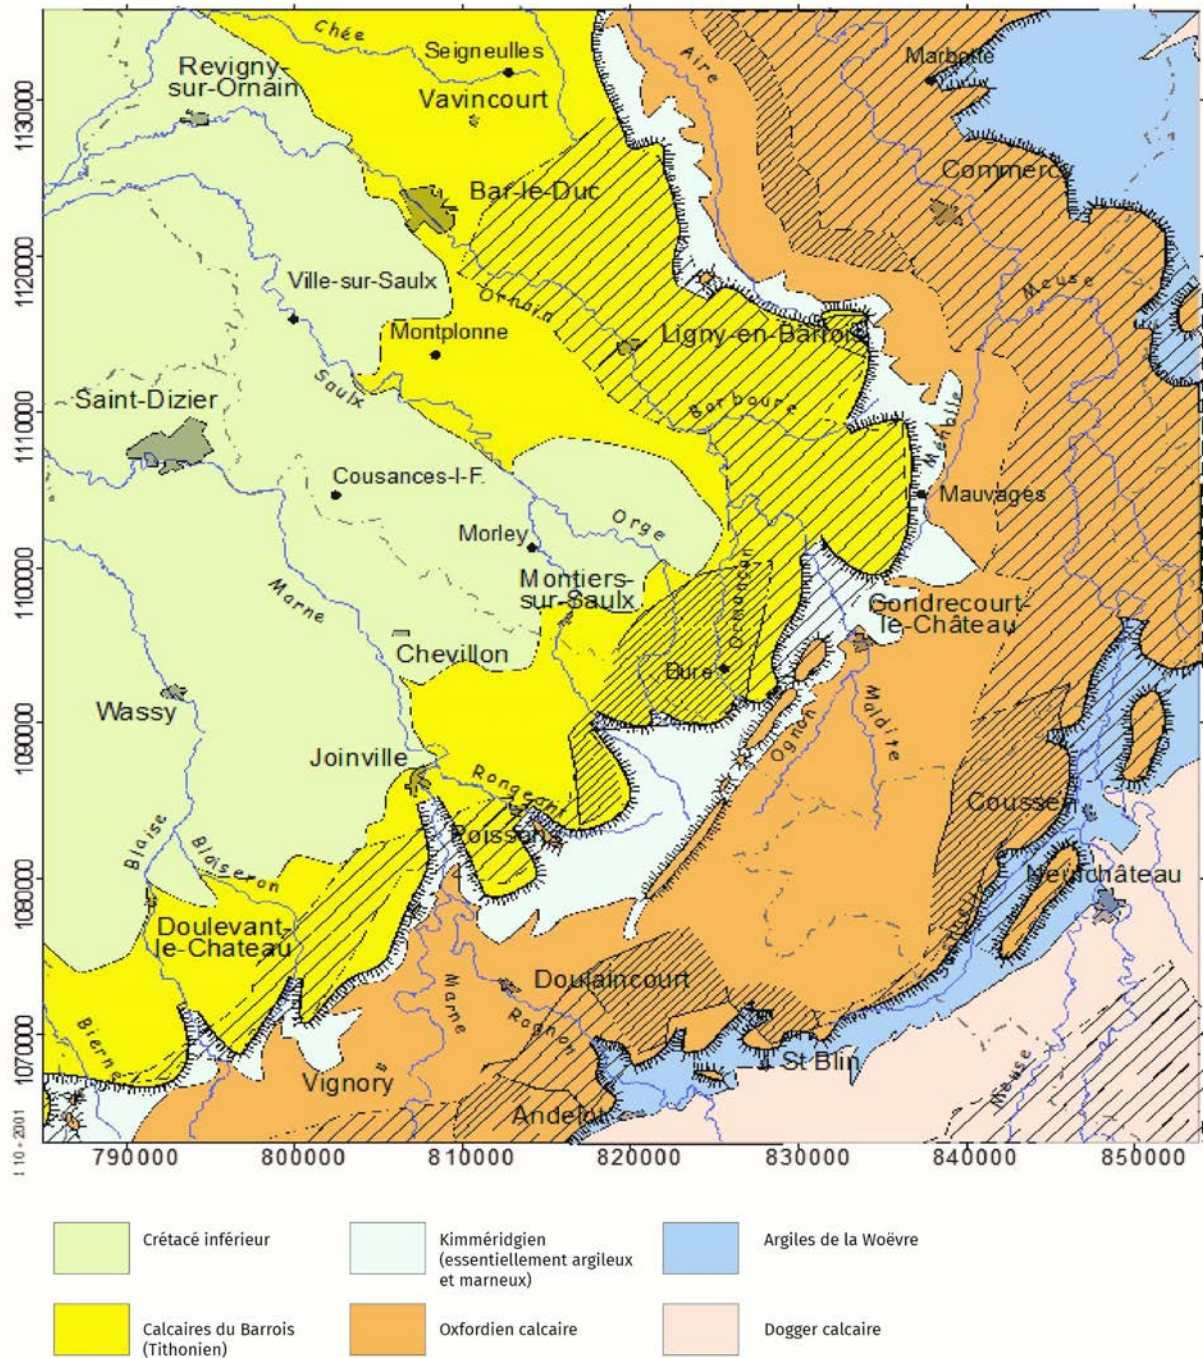 Chée
Seigneulles
Aire
Marbotte
Revigny-
sur-Ornain
Vavincourt
1130000
Commercy
Bar-le-Duc
1120000
Ville-sur-Saulx
Ornain
Meuse
Montplonne
Ligny-en-Barrois
Saulx
Saint-Dizier
Barboure
1110000
Cousances-l-F.
Mauvages
Orge
Morley
1100000
Marne
Montiers-
sur-Saulx
Ormançon
Gondrecourt-
le-Château
Chevillon
Bure
Wassy
Maldite
Ognon
1090000
Joinville
Rongeant
Poissons
Blaise
Blaiseron
Neufchâteau
1080000
Doulevant-
le-Chateau
Doulaincourt
Marne
Rognon
1070000
Bierne
St Blin
Vignory
Meuse
Andelot
790000
800000
810000
820000
830000
840000
850000
Crétacé inférieur
Kimméridgien
(essentiellement argileux
et marneux)
Argiles de la Woëvre
Calcaires du Barrois
(Tithonien)
Oxfordien calcaire
Dogger calcaire